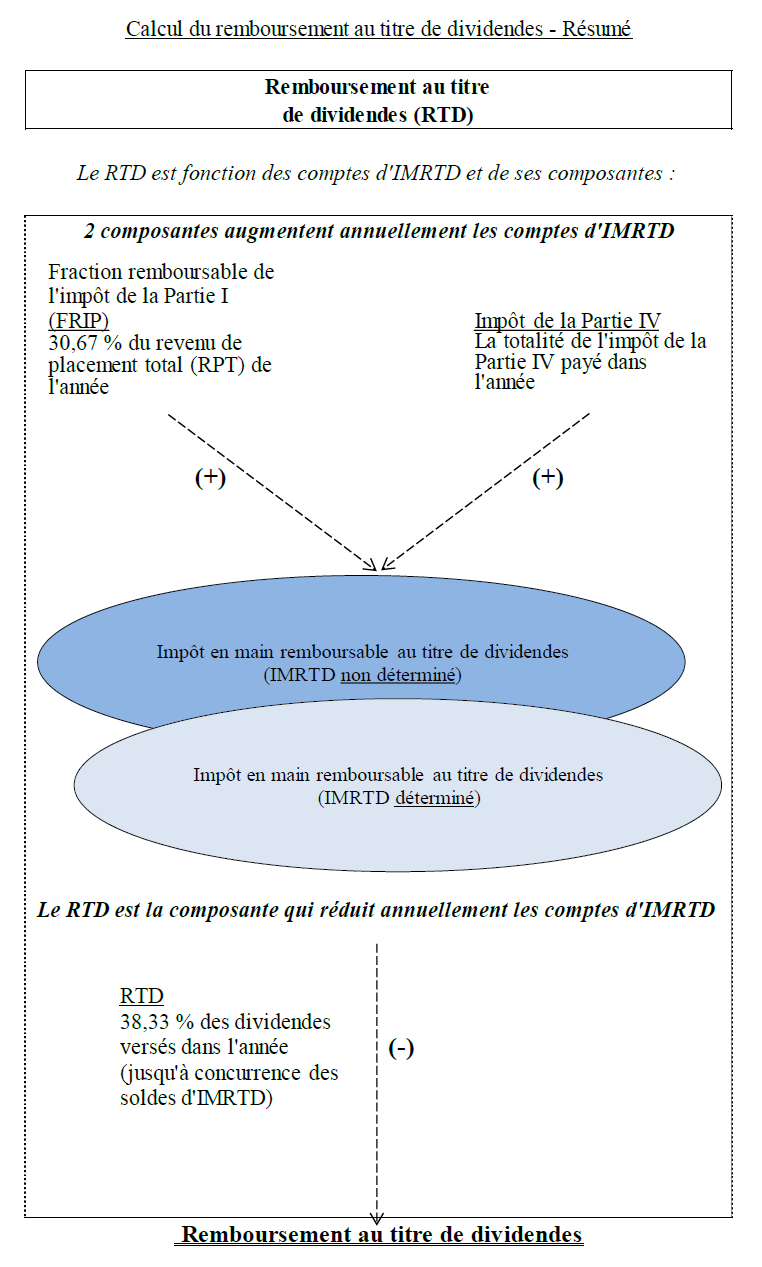 Calcul du remboursement au titre de dividendes - Résumé
Remboursement au titre
de dividendes (RTD)
Le RTD est fonction des comptes d'IMRTD et de ses composantes :
2 composantes augmentent annuellement les comptes d'IMRTD
Fraction remboursable de
l'impôt de la Partie I
(FRIP)
30,67 % du revenu de
placement total (RPT) de
l'année
Impôt de la Partie IV
La totalité de l'impôt de la
Partie IV payé dans
l'année
(+)
(+)
Impôt en main remboursable au titre de dividendes
(IMRTD non déterminé)
Impôt en main remboursable au titre de dividendes
(IMRTD déterminé)
Le RTD est la composante qui réduit annuellement les comptes d'IMRTD
RTD
38,33 % des dividendes
versés dans l'année
(jusqu'à concurrence des
soldes d'IMRTD)
(-)
Remboursement au titre de dividendes